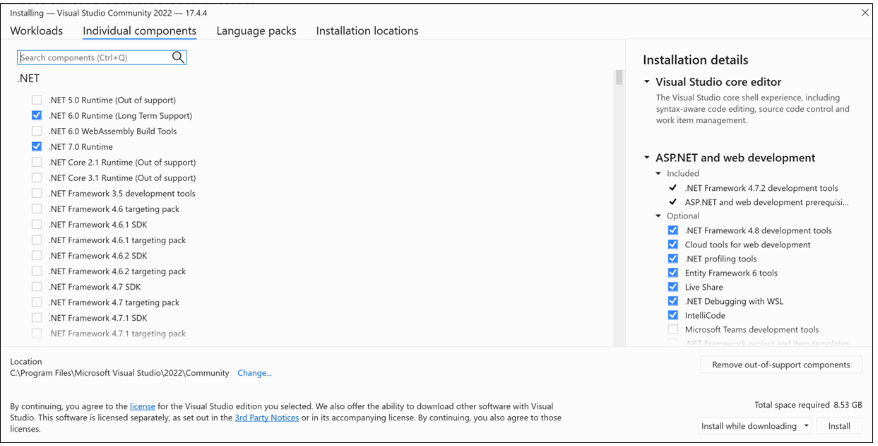 Installing — Visual Studio Community 2022 — 17.4.4
Workloads Individual components Language packs Installation locations
Search components (Ctrl+Q)
.NET
.NET 5.0 Runtime (Out of support)
.NET 6.0 Runtime (Long Term Support)
.NET 6.0 WebAssembly Build Tools
.NET 7.0 Runtime
.NET Core 2.1 Runtime (Out of support)
.NET Core 3.1 Runtime (Out of support)
.NET Framework 3.5 development tools
.NET Framework 4.6 targeting pack
.NET Framework 4.6.1 SDK
.NET Framework 4.6.1 targeting pack
.NET Framework 4.6.2 SDK
.NET Framework 4.6.2 targeting pack
.NET Framework 4.7 SDK
.NET Framework 4.7 targeting pack
.NET Framework 4.7.1 SDK
.NET Framework 4.7.1 targeting pack
Installation details
Visual Studio core editor
The Visual Studio core shell experience, including
syntax-aware code editing, source code control and
work item management.
ASP.NET and web development
Included
.NET Framework 4.7.2 development tools
ASP.NET and web development prerequisi...
Optional
.NET Framework 4.8 development tools
Cloud tools for web development
.NET profiling tools
Entity Framework 6 tools
Live Share
.NET Debugging with WSL
IntelliCode
Microsoft Teams development tools
.NET Framework project and item templates
Location
C:\Program Files\Microsoft Visual Studio\2022\Community Change...
Remove out-of-support components
By continuing, you agree to the license for the Visual Studio edition you selected. We also offer the ability to download other software with Visual
Studio. This software is licensed separately, as set out in the 3rd Party Notices or in its accompanying license. By continuing, you also agree to those
licenses.
Total space required 8.53 GB
Install while downloading Install